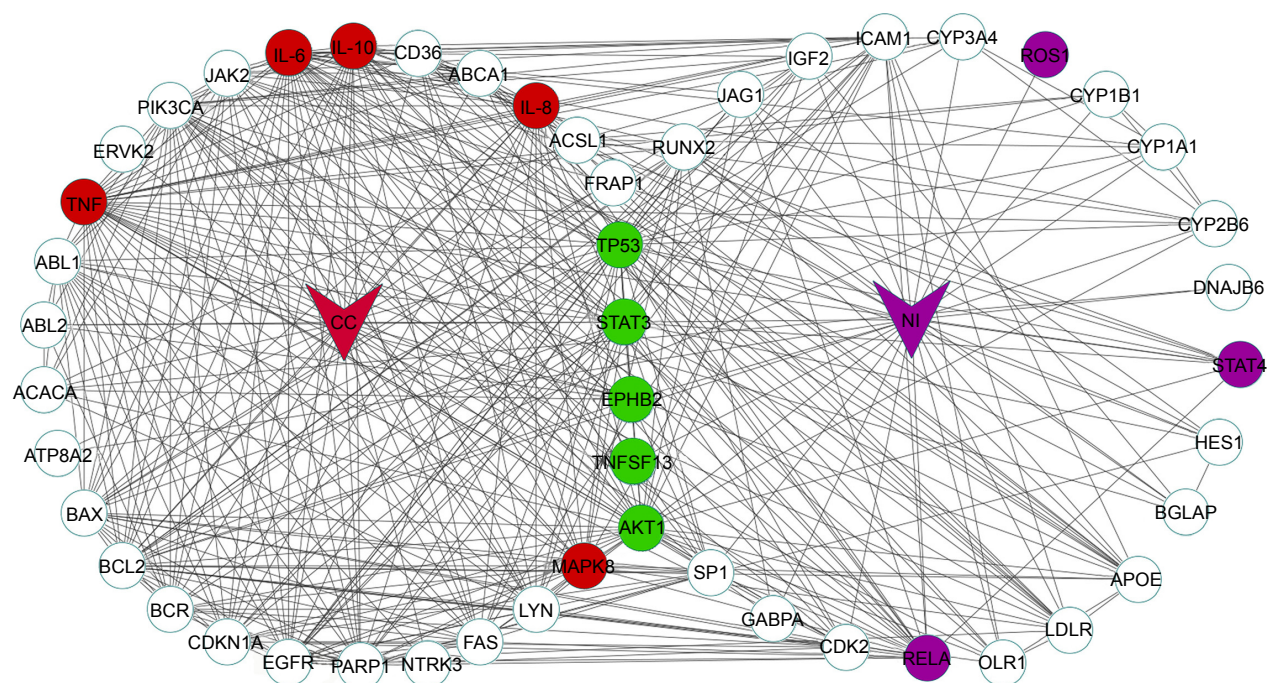 IL-6
IL-10
CD36
ICAM1
CYP3A4
ROS1
JAK2
ABCA1
IGF2
PIK3CA
IL-8
JAG1
CYP1B1
ERVK2
ACSL1
RUNX2
CYP1A1
FRAP1
TNF
CYP2B6
TP53
ABL1
DNAJB6
ABL2
CC
STAT3
NI
STAT4
ACACA
EPHB2
HES1
ATP8A2
TNFSF13
BAX
AKT1
BGLAP
BCL2
MAPK8
SP1
APOE
BCR
LYN
GABPA
LDLR
CDKN1A
FAS
CDK2
EGFR
PARP1
NTRK3
RELA
OLR1